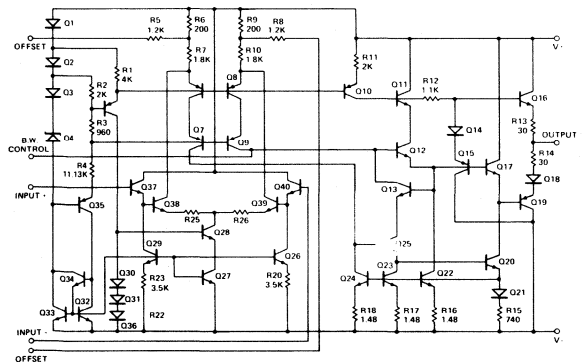 Q1
R5
1.2K
R6
200
R9
200
R8
1.2K
OFFSET
V-
Q2
R1
4K
R7
1.8K
R10
1.8K
R11
2K
Q3
R2
2K
Q8
Q10
Q11
R12
1.1K
Q16
R3
960
R13
30
Q4
Q7
Q9
Q14
OUTPUT
B.W
CONTROL
Q12
Q15
Q17
R14
30
R4
11.13K
Q18
INPUT -
Q37
Q40
Q13
Q19
Q35
Q38
Q39
R25
R26
Q28
Q29
Q26
Q25
Q34
Q30
Q27
Q24
Q23
Q22
Q20
R23
3.5K
R20
3.5K
Q31
Q21
Q33
Q32
Q36
R22
R18
1.48
R17
1.48
R16
1.48
R15
740
INPUT -
V-
OFFSET